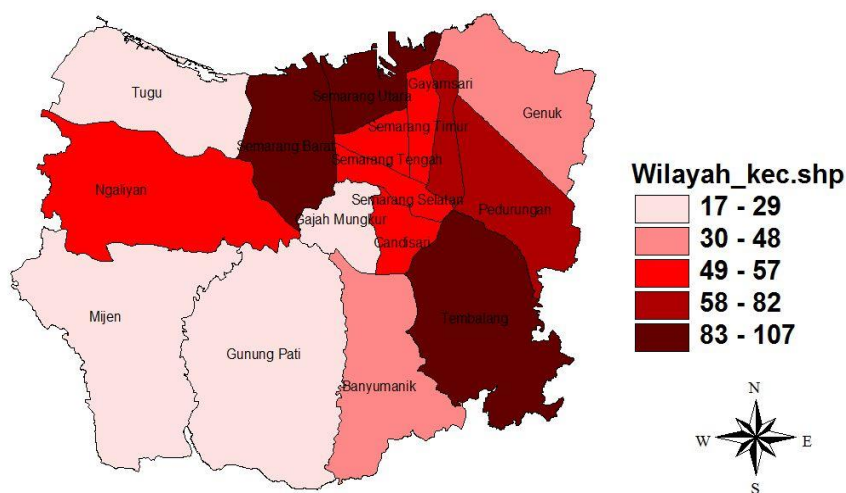 Tugu
Semarang Utara
Gayamsari
Genuk
Semarang Timur
Semarang Barat
Semarang Tengah
Ngaliyan
Semarang Selatan
Pedurungan
Gajah Mungkur
Candisari
Mijen
Tembalang
Gunung Pati
Banyumanik
Wilayah_kec.shp
17 - 29
30 - 48
49 - 57
58 - 82
83 - 107
N
W
E
S